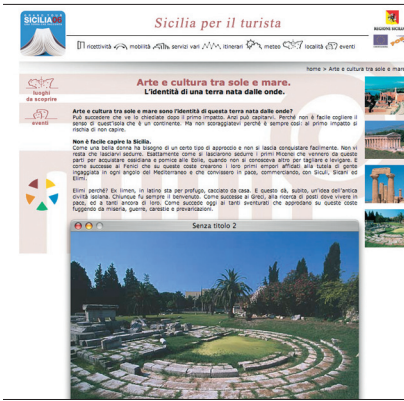 GRAND TOUR
SICILIA 06
Sicilia per il turista
REGIONE SICILI
ricettività mobilità servizi vari itinerari meteo località eventi
home > Arte e cultura tra sole e mare
luoghi
da scoprire
eventi
Arte e cultura tra sole e mare.
L'identità di una terra nata dalle onde.
Arte e cultura tra sole e mare sono l'identità di questa terra nata dalle onde?
Può succedere che ve lo chiediate dopo il primo impatto. Anzi può capitarvi. Perché non è facile cogliere il
senso di quest'isola che è un continente. Ma non scoraggiatevi perché è sempre così: al primo impatto si
rischia di non capire.
Non è facile capire la Sicilia.
Come una bella donna ha bisogno di un certo tipo di approccio e non si lascia conquistare facilmente. Non vi
resta che lasciarvi sedurre. Esattamente come si lasciarono sedurre i primi Micenei che vennero da queste
parti per acquistare ossidiana e pomice alle Eolie, quando non si conosceva altro per tagliare e levigare. E
come successe ai Fenici che su queste coste crearono i loro primi empori affidati alla tutela di gente
ingaggiata in ogni angolo del Mediterraneo e che convissero in pace, commerciando, con Siculi, Sicani ed
Elimi.
Elimi perché? Ex limen, in latino sta per profugo, cacciato da casa. E questo dà, subito, un'idea dell'antica
civiltà isolana. Chiunque fu sempre il benvenuto. Come successe ai Greci, alla ricerca di posti dove vivere in
pace, ed a tanti ancora di loro. Come succede oggi ai tanti sventurati che approdano su queste coste
fuggendo da miseria, guerre, carestie e prevaricazioni.
Senza titolo 2